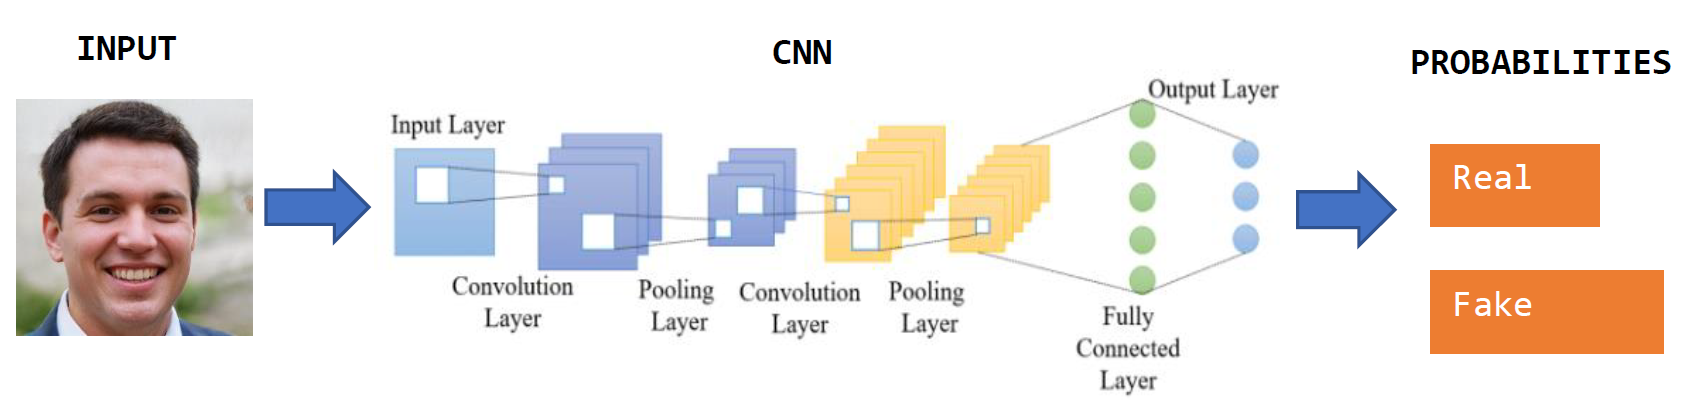 INPUT
CNN
PROBABILITIES
Input Layer
Output Layer
Convolution
Layer
Pooling
Layer
Convolution
Layer
Pooling
Layer
Fully
Connected
Layer
Real
Fake